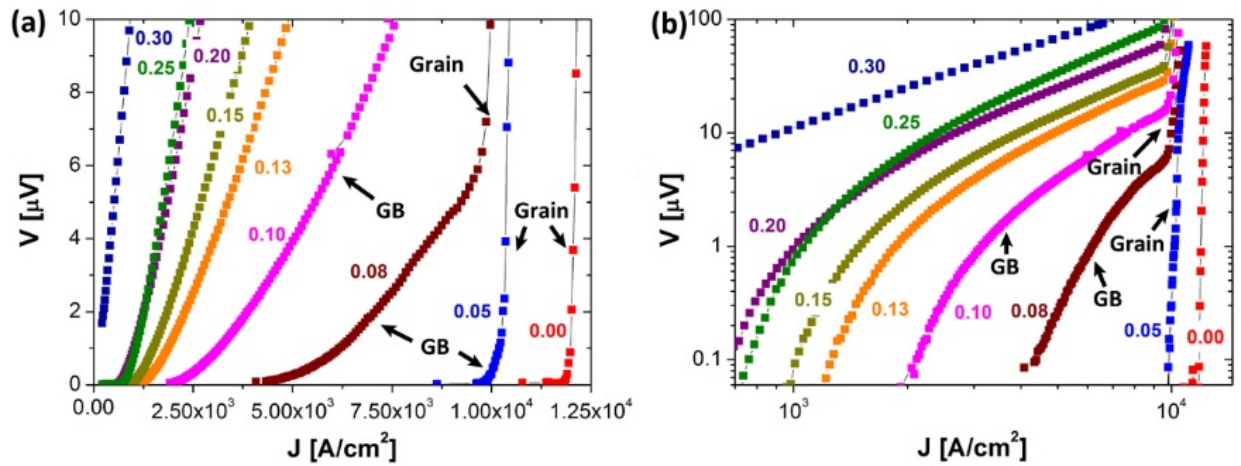 (a)
10
8
6
4
2
0
V [μV]
0.30
0.25
0.20
0.15
0.13
0.10
0.08
0.05
0.00
Grain
GB
Grain
GB
0.00
2.50x10³
5.00x10³
7.50x10³
1.00x10⁴
1.25x10⁴
J [A/cm²]
(b)
100
10
1
0.1
V [μV]
0.30
0.25
0.20
0.15
0.13
0.10
0.08
0.05
0.00
Grain
Grain
GB
GB
10³
10⁴
J [A/cm²]